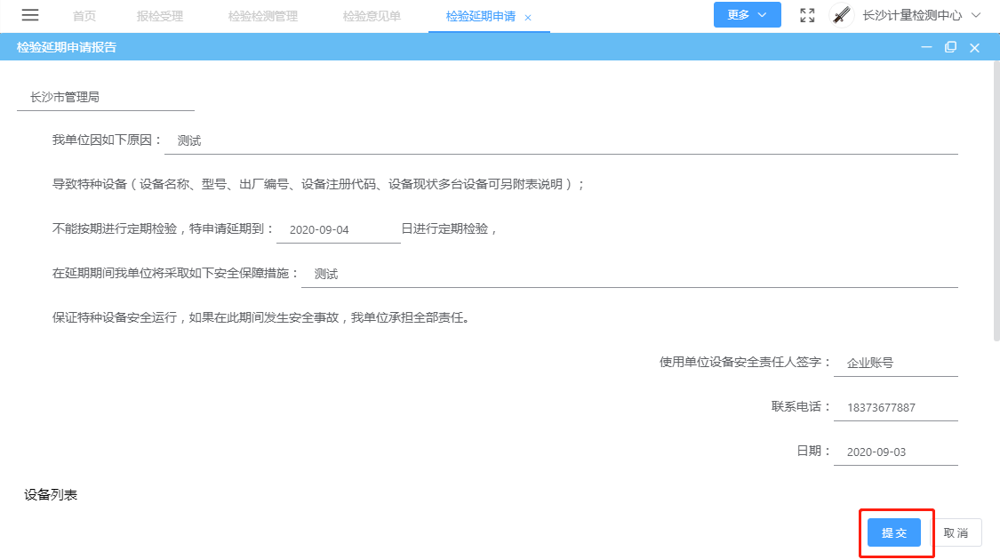 首页 报检受理 检验检测管理 检验意见单 检验延期申请 × 更多 长沙计量检测中心
检验延期申请报告
长沙市管理局
我单位因如下原因： 测试
导致特种设备（设备名称、型号、出厂编号、设备注册代码、设备现状多台设备可另附表说明）；
不能按期进行定期检验，特申请延期到： 2020-09-04 日进行定期检验，
在延期期间我单位将采取如下安全保障措施： 测试
保证特种设备安全运行，如果在此期间发生安全事故，我单位承担全部责任。
使用单位设备安全责任人签字： 企业账号
联系电话： 18373677887
日期： 2020-09-03
设备列表
提交 取消